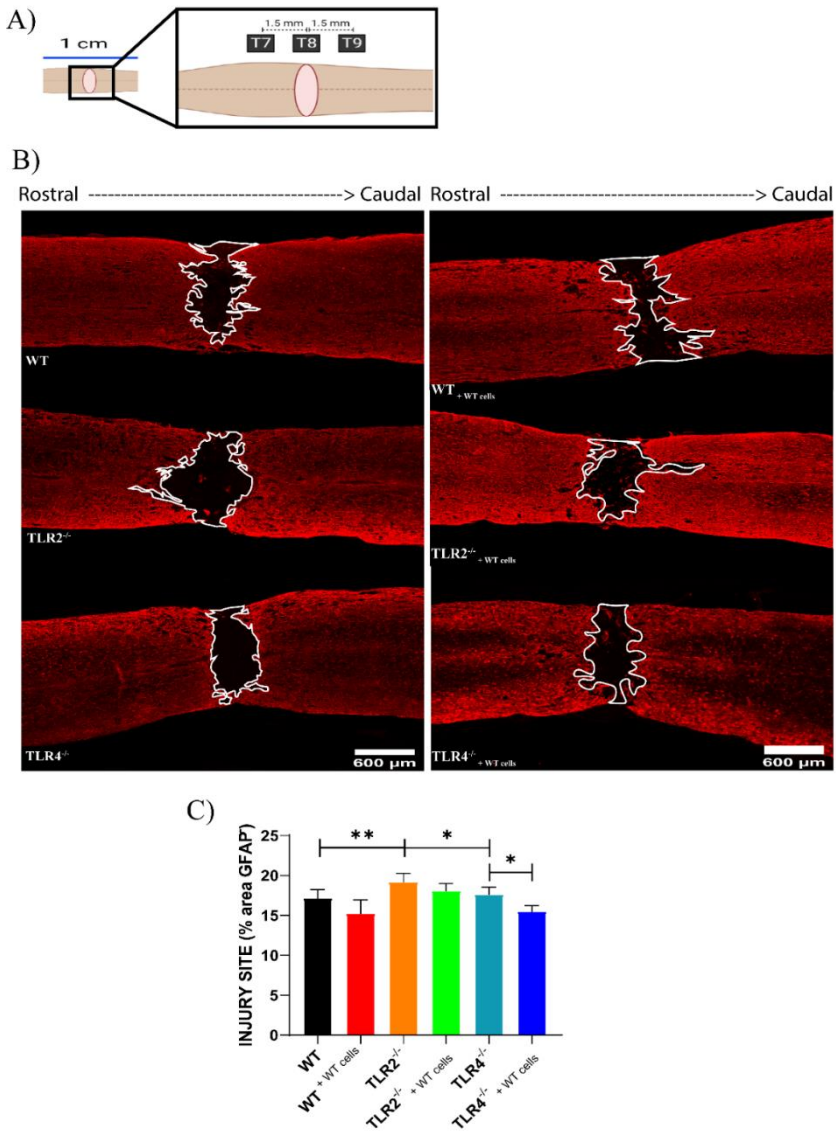 A)
1 cm
1.5 mm 1.5 mm
T7 T8 T9
B)
Rostral ----------------------------------> Caudal
Rostral ----------------------------------> Caudal
WT
WT + WT cells
TLR2-/-
TLR2-/- + WT cells
TLR4-/-
600 µm
TLR4-/- + WT cells
600 µm
C)
INJURY SITE (% area GFAP-)
25
20
15
10
5
0
**
*
*
WT
WT + WT cells
TLR2-/-
TLR2-/- + WT cells
TLR4-/-
TLR4-/- + WT cells